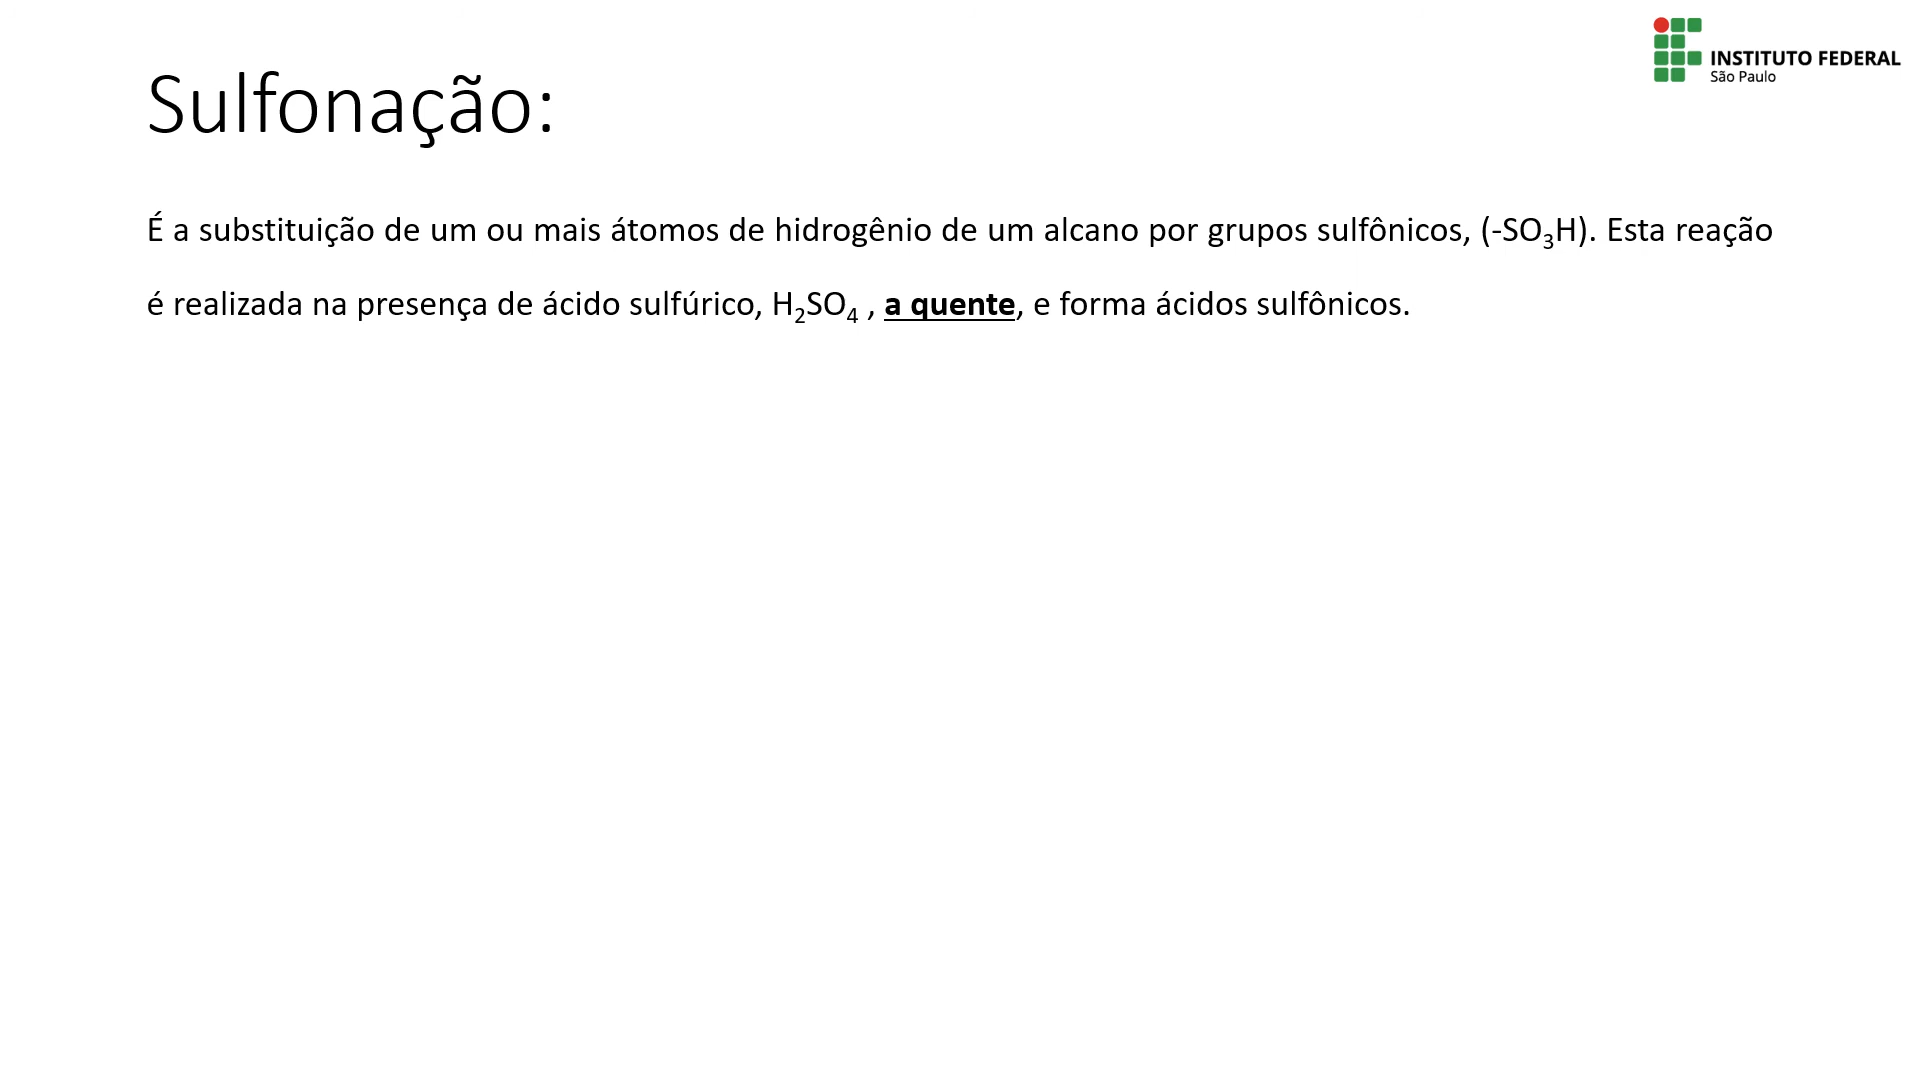 INSTITUTO FEDERAL
São Paulo
Sulfonação:
É a substituição de um ou mais átomos de hidrogênio de um alcano por grupos sulfônicos, (-SO₃H). Esta reação
é realizada na presença de ácido sulfúrico, H₂SO₄ , a quente, e forma ácidos sulfônicos.